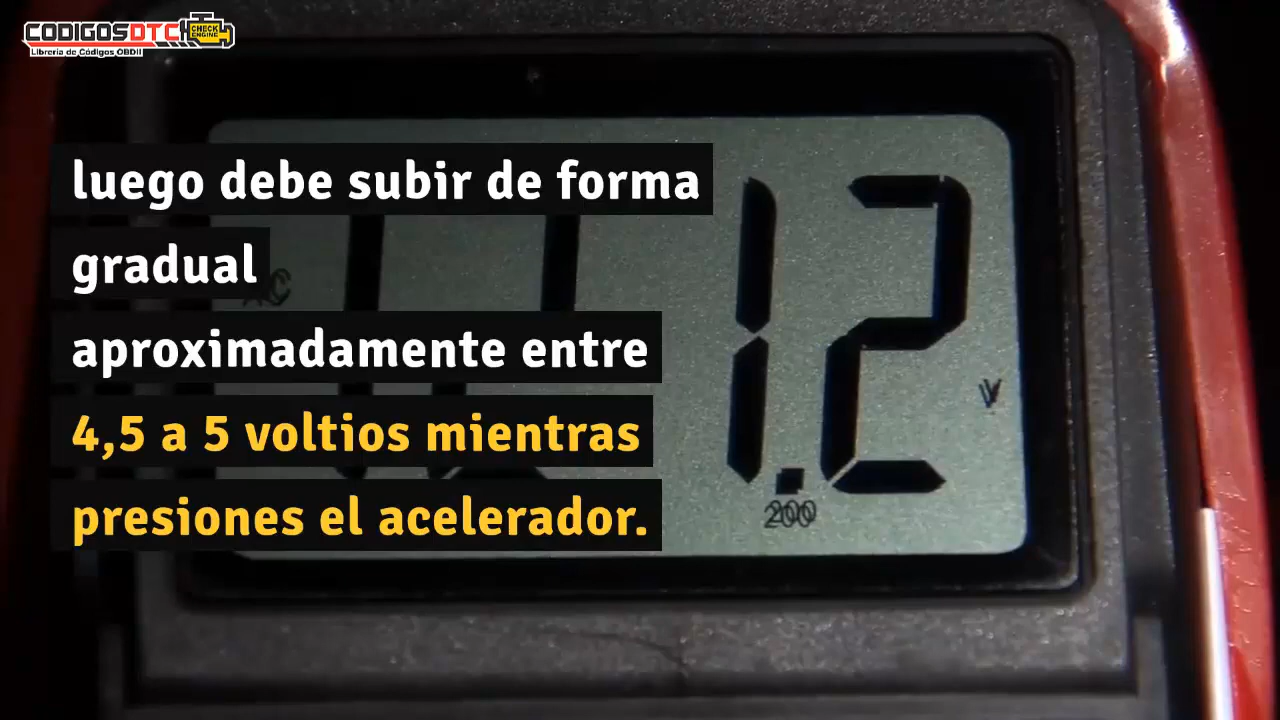 CODIGOSDTC
CHECK
ENGINE
Librería de Códigos OBDII
luego debe subir de forma
gradual
aproximadamente entre
4,5 a 5 voltios mientras
presiones el acelerador.
AC
1.2
V
200